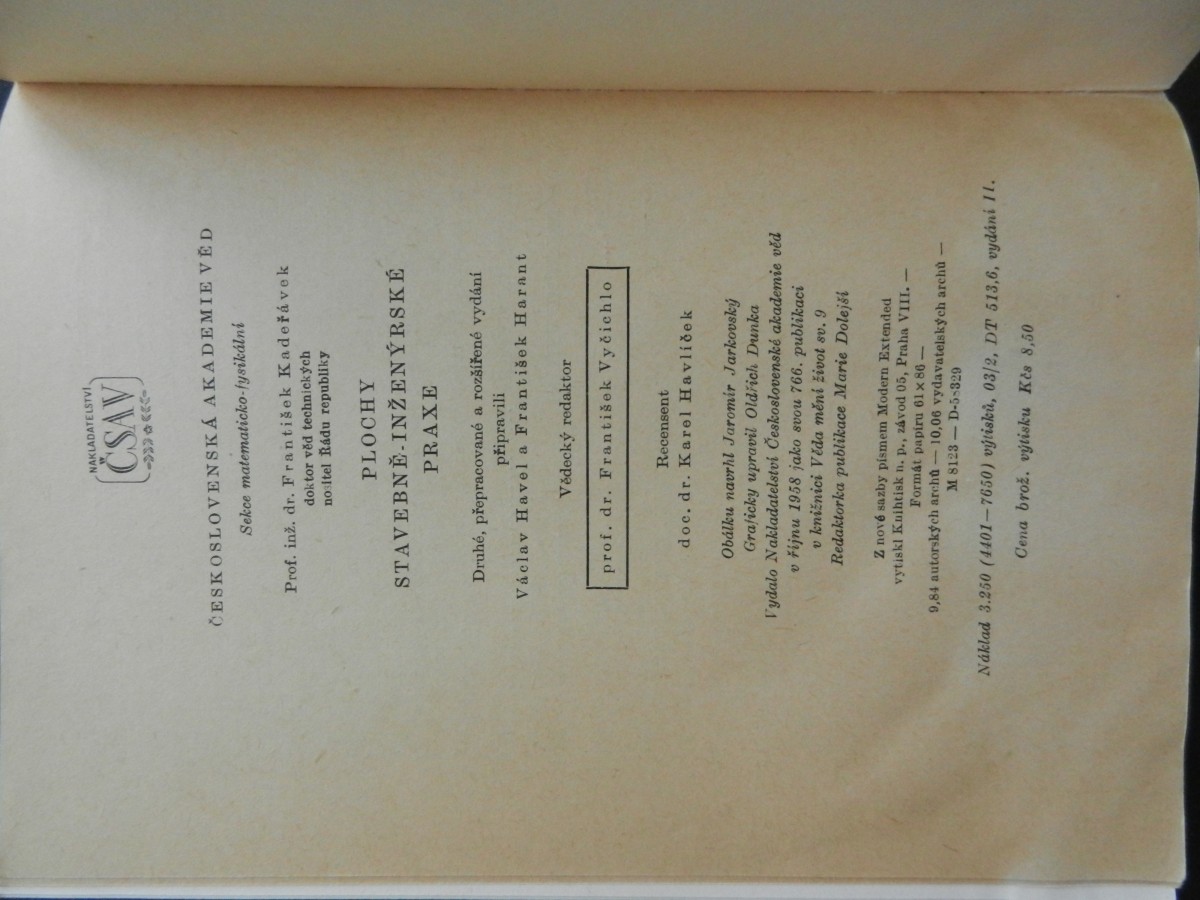 NAKLADATELSTVÍ
ČSAV
ČESKOSLOVENSKÁ AKADEMIE VĚD
Sekce matematicko-fysikální
Prof. inž. dr. František Kadeřávek
doktor věd technických
nositel Řádu republiky
PLOCHY
STAVEBNĚ-INŽENÝRSKÉ
PRAXE
Druhé, přepracované a rozšířené vydání
připravili
Václav Havel a František Harant
Vědecký redaktor
prof. dr. František Vyčichlo
Recensent
doc. dr. Karel Havlíček
Obálku navrhl Jaromír Jarkovský
Graficky upravil Oldřich Dunka
Vydalo Nakladatelství Československé akademie věd
v říjnu 1958 jako svou 766. publikaci
v knižnici Věda mění život sv. 9
Redaktorka publikace Marie Dolejší
Z nové sazby písmem Modern Extended
vytiskl Knihtisk n. p., závod 05, Praha VIII. —
Formát papíru 61×86 —
9,84 autorských archů — 10,06 vydavatelských archů —
M 8123 — D-58329
Náklad 3.250 (4401—7650) výtisků, 03/2, DT 513,6, vydání II.
Cena brož. výtisku Kčs 8,50